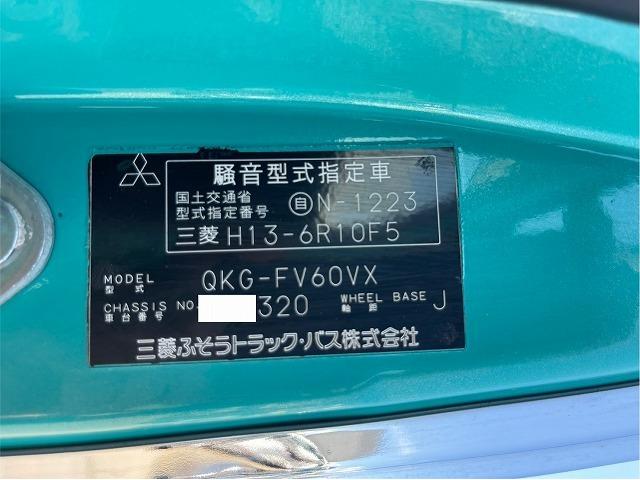 騒音型式指定車
国土交通省
型式指定番号 自N-1223
三菱 H13-6R10F5
MODEL 型式 QKG-FV60VX
CHASSIS NO. 車台番号 320 WHEEL BASE 軸距 J
三菱ふそうトラック・バス株式会社